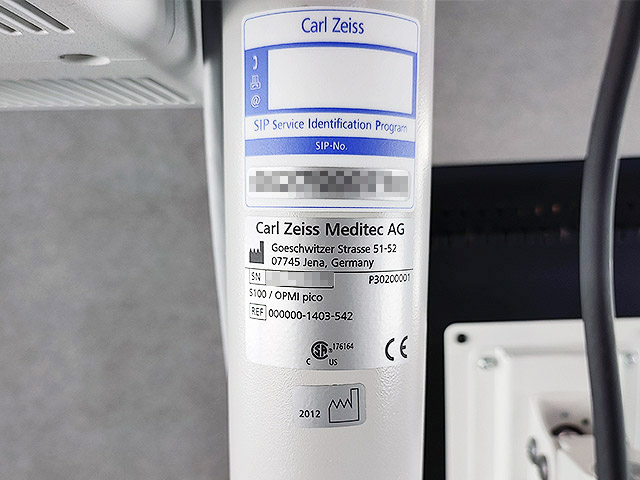 Carl Zeiss
@
SIP Service Identification Program
SIP-No.
Carl Zeiss Meditec AG
Goeschwitzer Strasse 51-52
07745 Jena, Germany
SN
P30200001
S100 / OPMI pico
REF 000000-1403-542
176164
C US
CE
2012